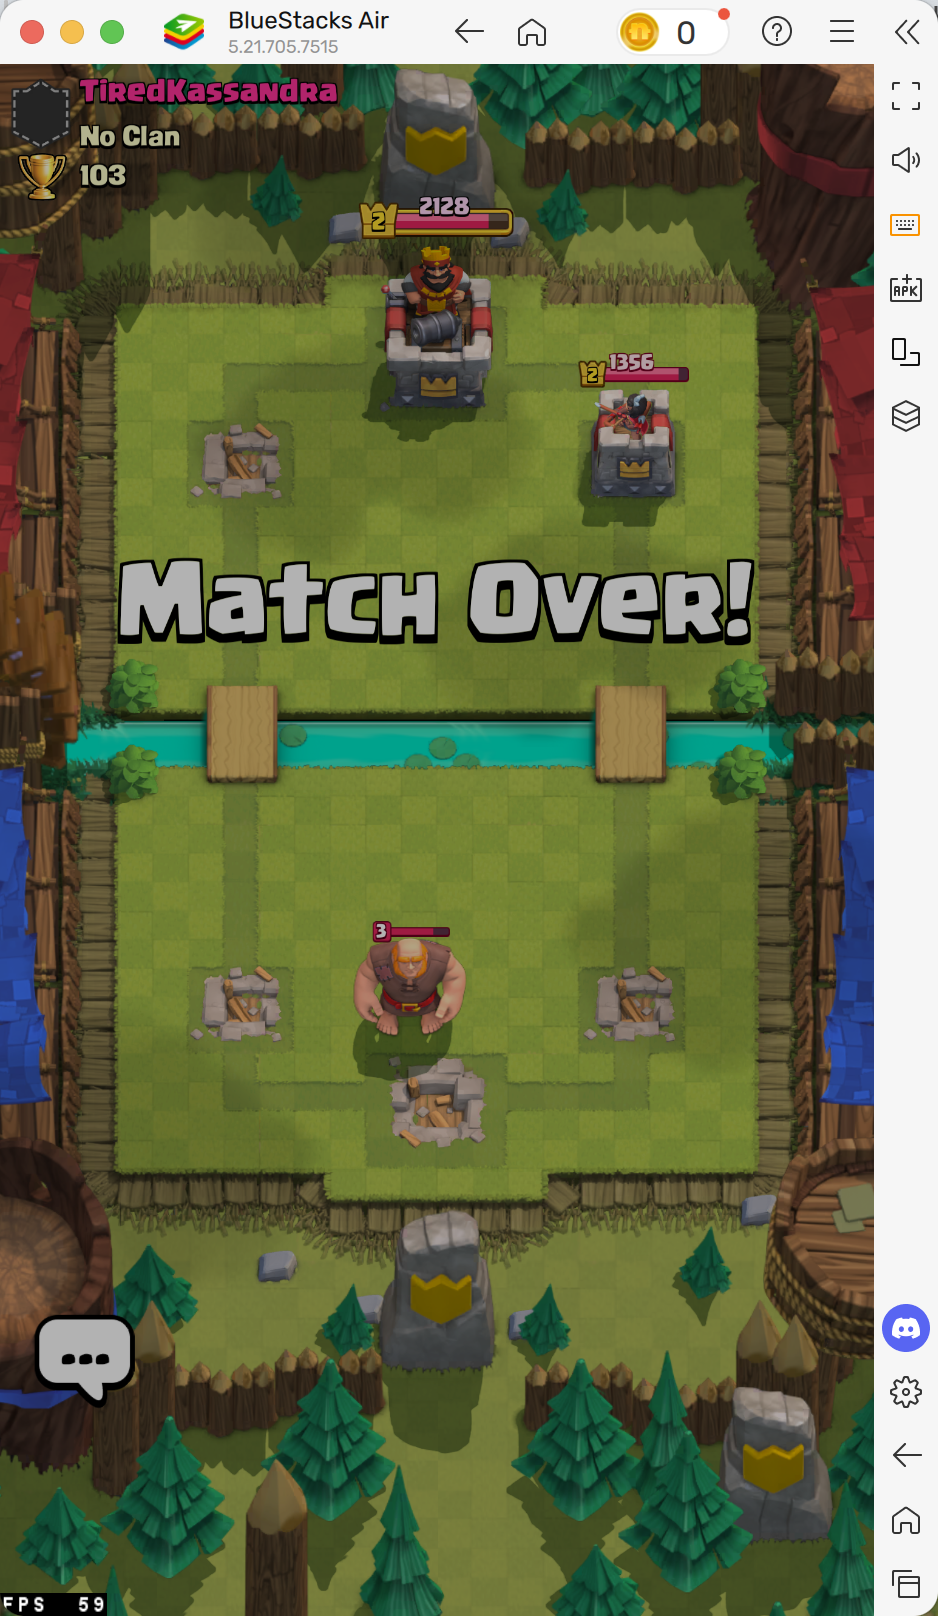 BlueStacks Air
5.21.705.7515
0
TiredKassandra
No Clan
103
2128
2
1356
2
APK
Match Over!
3
...
FPS 59